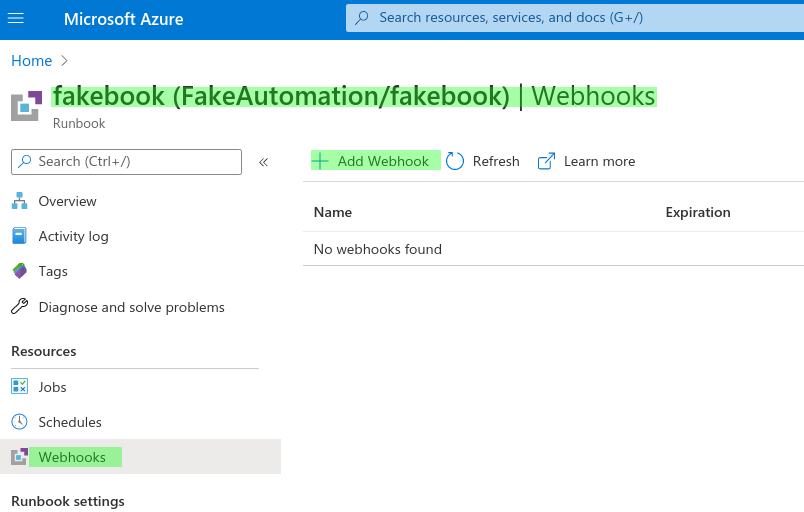 Microsoft Azure
Search resources, services, and docs (G+/)
Home
fakebook (FakeAutomation/fakebook) | Webhooks
Runbook
Search (Ctrl+/)
«
Add Webhook
Refresh
Learn more
Overview
Activity log
Tags
Diagnose and solve problems
Resources
Jobs
Schedules
Webhooks
Runbook settings
Name
Expiration
No webhooks found